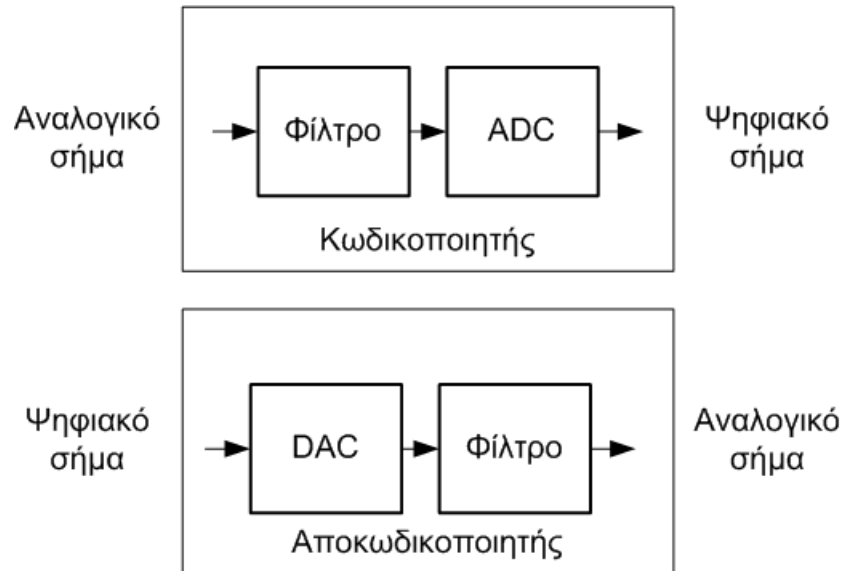 Αναλογικό
σήμα
Φίλτρο
ADC
Ψηφιακό
σήμα
Κωδικοποιητής
Ψηφιακό
σήμα
DAC
Φίλτρο
Αναλογικό
σήμα
Αποκωδικοποιητής